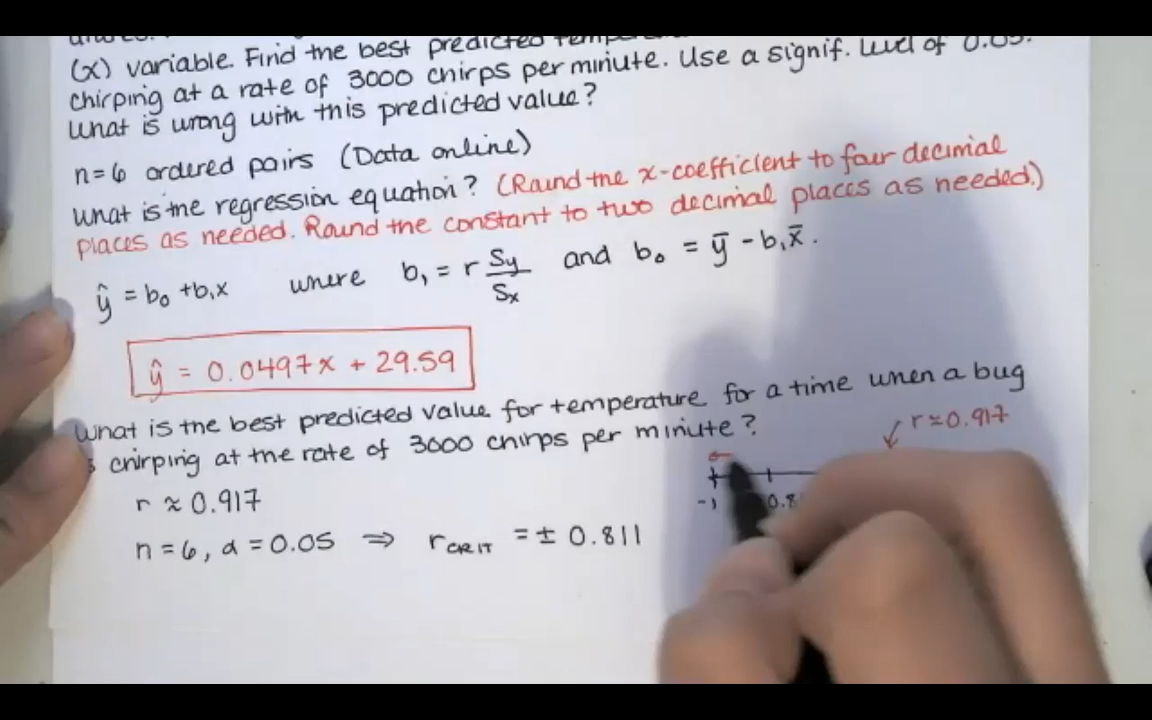 (x) variable. Find the best predicted
chirping at a rate of 3000 chirps per minute. Use a signif. level of 0.05.
What is wrong with this predicted value?
n=6 ordered pairs (Data online)
What is the regression equation? (Round the x-coefficient to four decimal
places as needed. Round the constant to two decimal places as needed.)
ŷ = b₀ + b₁x where b₁ = r Sy/Sx and b₀ = ȳ - b₁x̄.
ŷ = 0.0497x + 29.59
What is the best predicted value for temperature for a time when a bug
chirping at the rate of 3000 chirps per minute?
r ≈ 0.917
r ≈ 0.917
-1 0.8
n=6, α=0.05 ⇒ rCRIT = ± 0.811